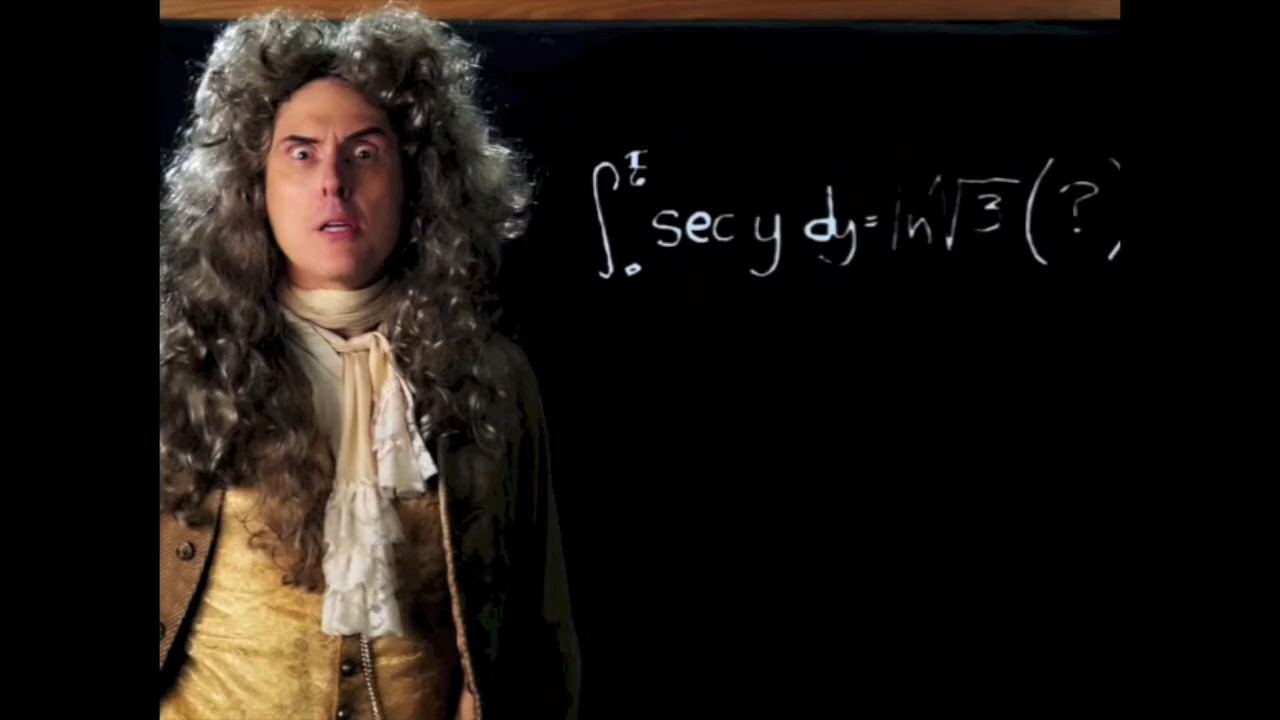 ∫₀^(π/6) sec y dy = ln √3 ( ? )